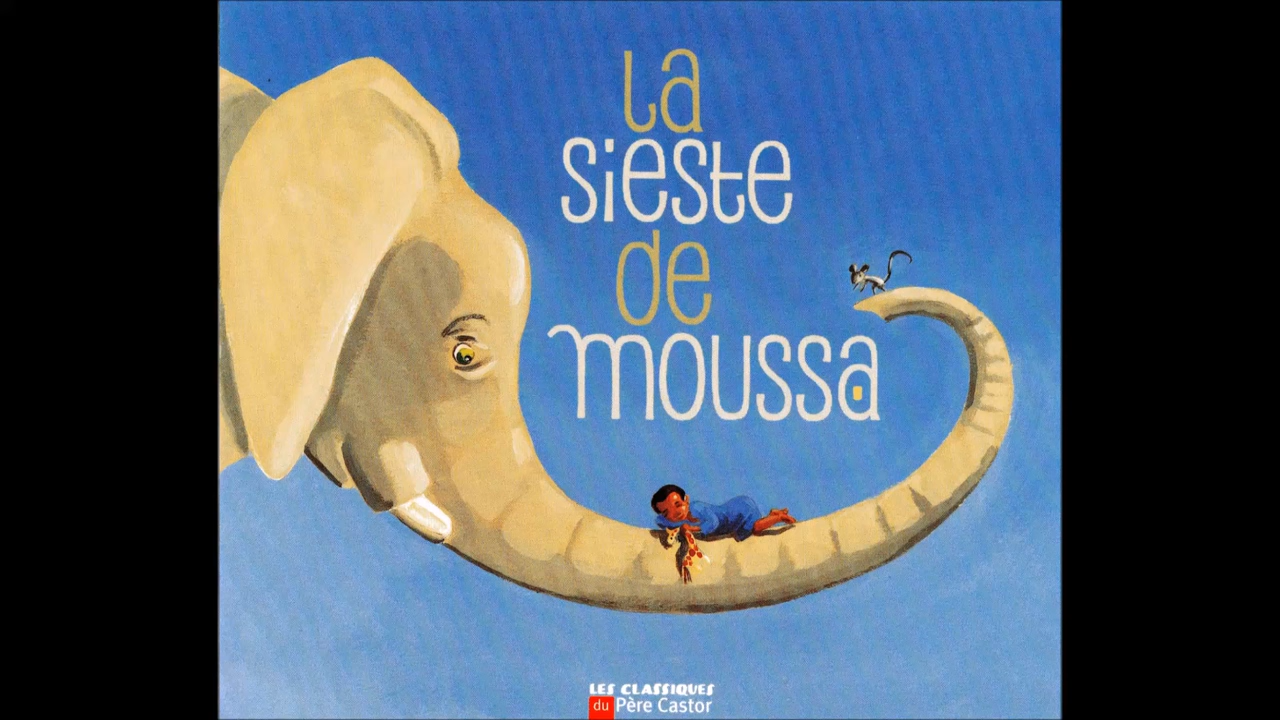 La
sieste
de
moussa
LES CLASSIQUES
du Père Castor